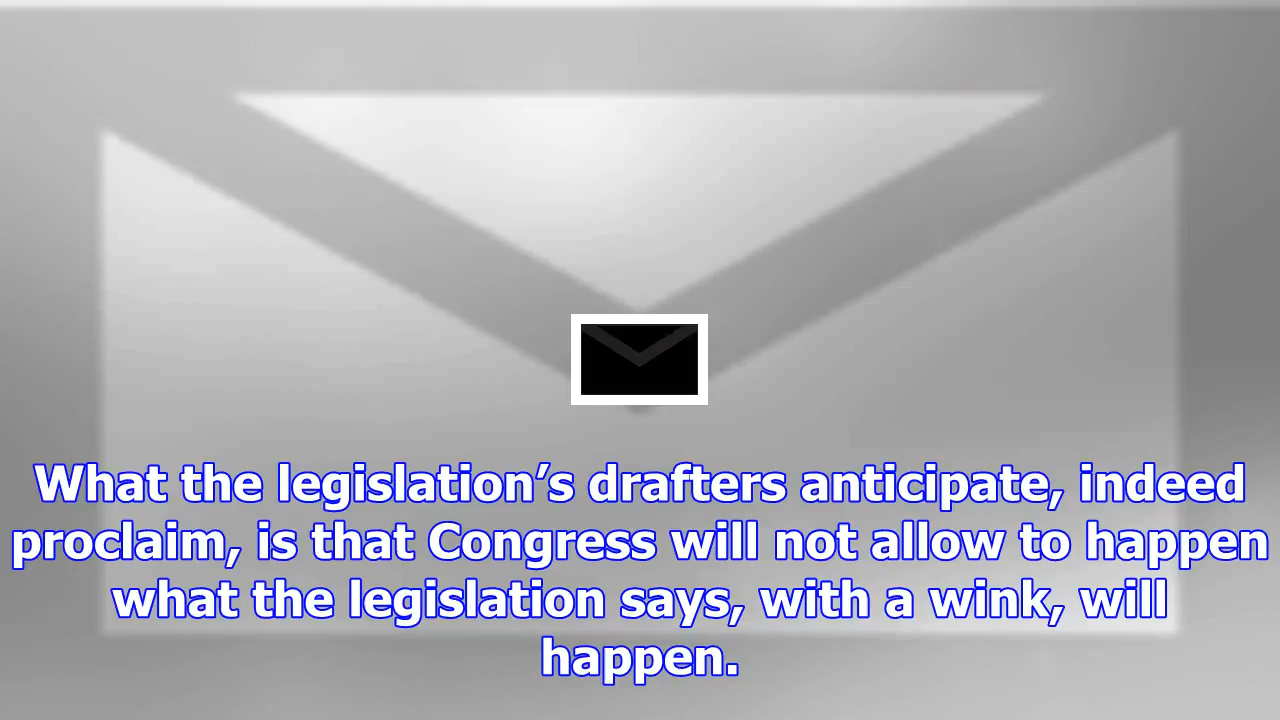 What the legislation’s drafters anticipate, indeed
proclaim, is that Congress will not allow to happen
what the legislation says, with a wink, will
happen.